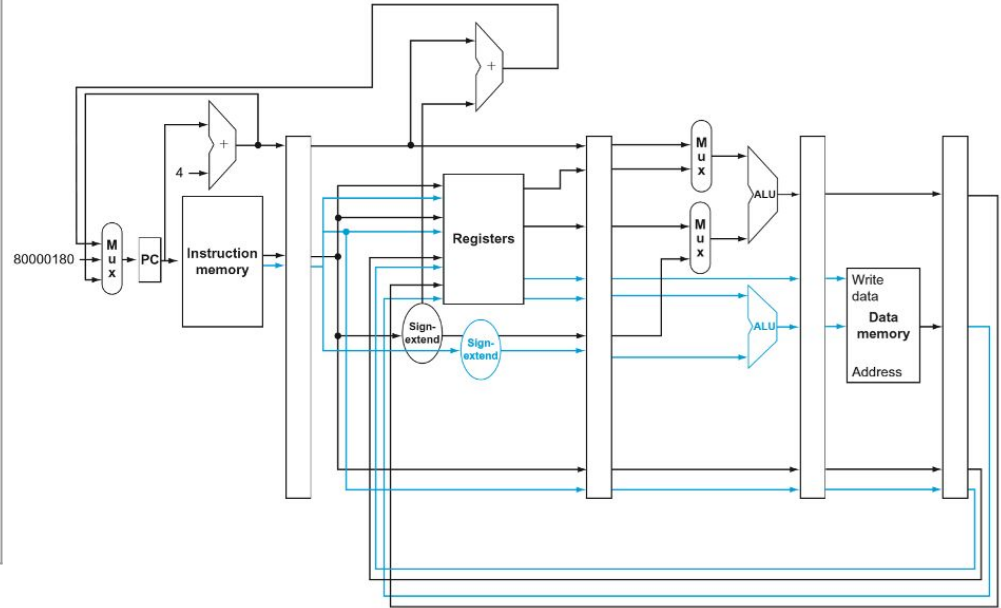 +
+
4
M
u
x
80000180
M
u
x
PC
Instruction
memory
Registers
Sign-
extend
Sign-
extend
M
u
x
M
u
x
ALU
ALU
Write
data
Data
memory
Address